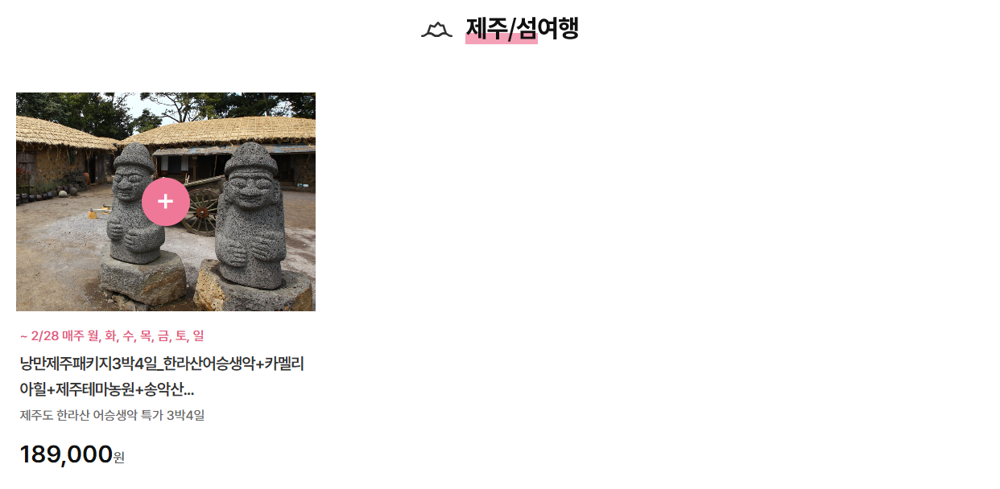 제주/섬여행
~ 2/28 매주 월, 화, 수, 목, 금, 토, 일
낭만제주패키지3박4일_한라산어승생악+카멜리
아힐+제주테마농원+송악산...
제주도 한라산 어승생악 특가 3박4일
189,000원